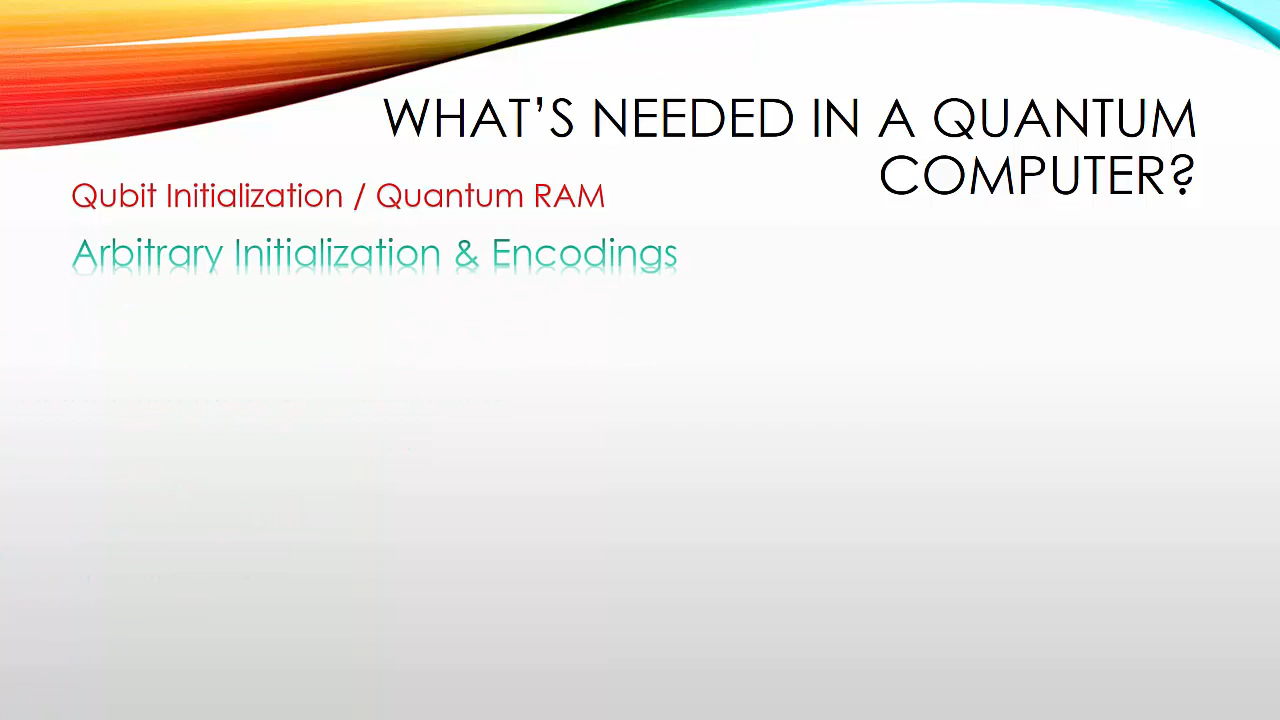 WHAT’S NEEDED IN A QUANTUM
COMPUTER?
Qubit Initialization / Quantum RAM
Arbitrary Initialization & Encodings